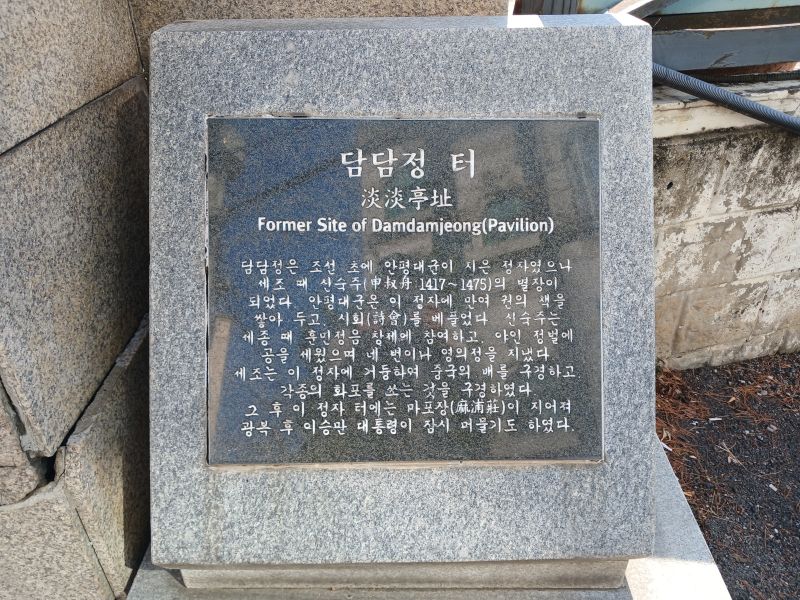 담담정 터
淡淡亭址
Former Site of Damdamjeong(Pavilion)
담담정은 조선 초에 안평대군이 지은 정자였으나
세조 때 신숙주(申叔舟 1417~1475)의 별장이
되었다. 안평대군은 이 정자에 만여 권의 책을
쌓아 두고, 시회(詩會)를 베풀었다. 신숙주는
세종 때 훈민정음 창제에 참여하고, 야인 정벌에
공을 세웠으며 네 번이나 영의정을 지냈다.
세조는 이 정자에 거둥하여 중국의 배를 구경하고
각종의 화포를 쏘는 것을 구경하였다.
그 후 이 정자 터에는 마포장(麻浦莊)이 지어져
광복 후 이승만 대통령이 잠시 머물기도 하였다.